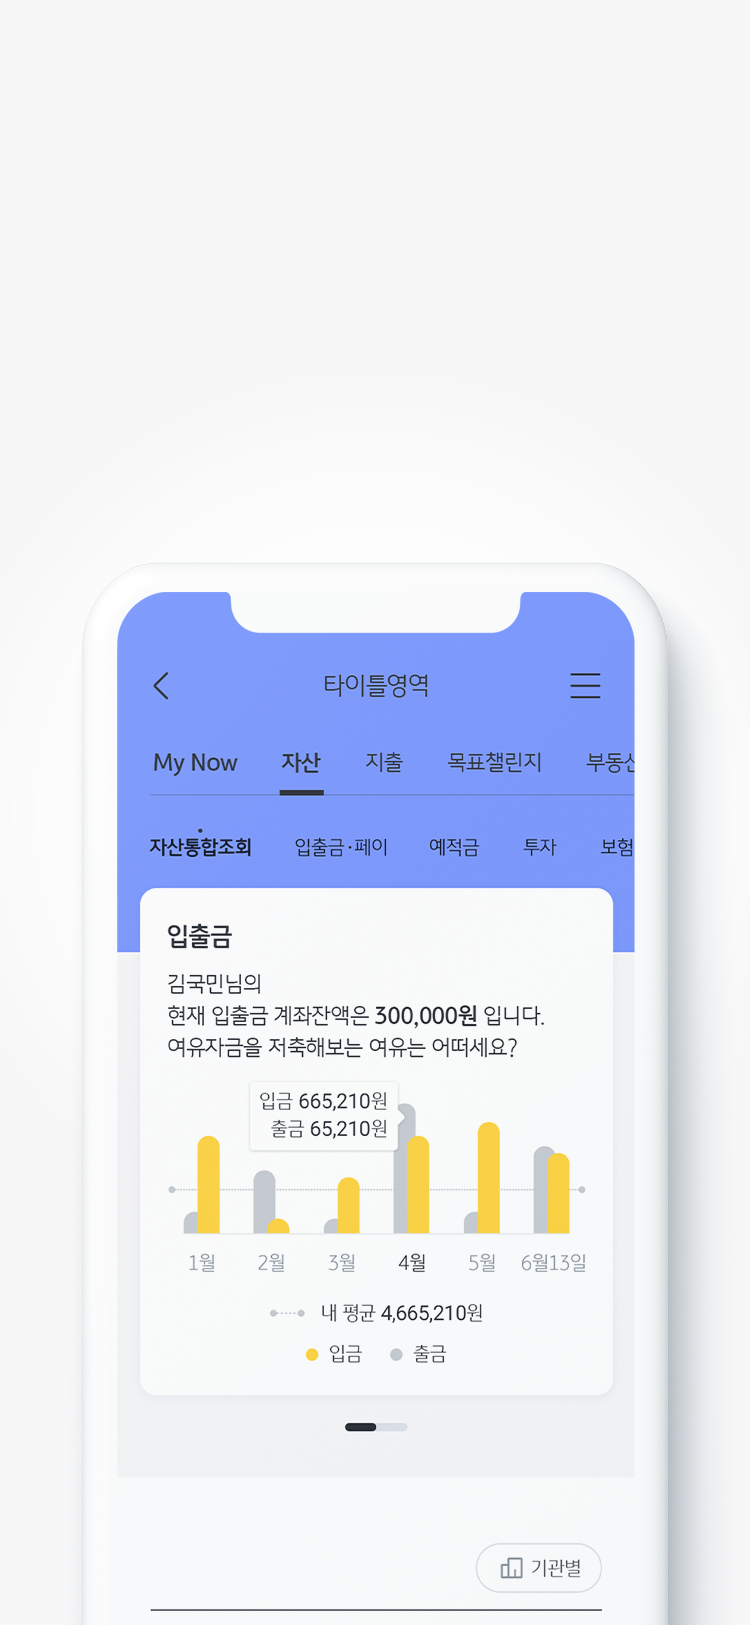 타이틀영역
My Now 자산 지출 목표챌린지 부동산
자산통합조회 입출금·페이 예적금 투자 보험
입출금
김국민님의
현재 입출금 계좌잔액은 300,000원 입니다.
여유자금을 저축해보는 여유는 어떠세요?
입금 665,210원
출금 65,210원
1월 2월 3월 4월 5월 6월13일
내 평균 4,665,210원
입금 출금
기관별